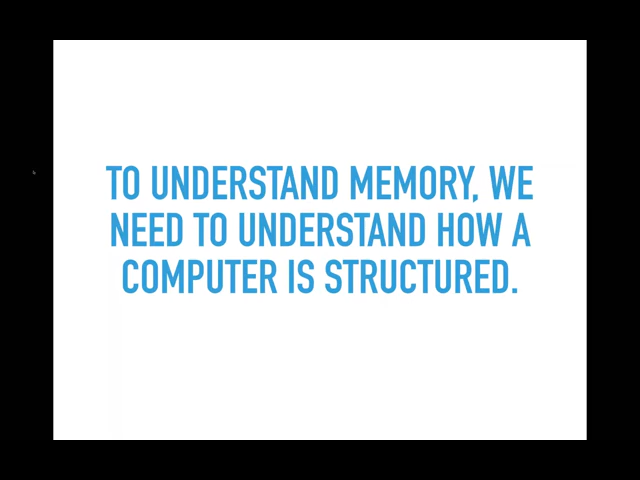 TO UNDERSTAND MEMORY, WE
NEED TO UNDERSTAND HOW A
COMPUTER IS STRUCTURED.